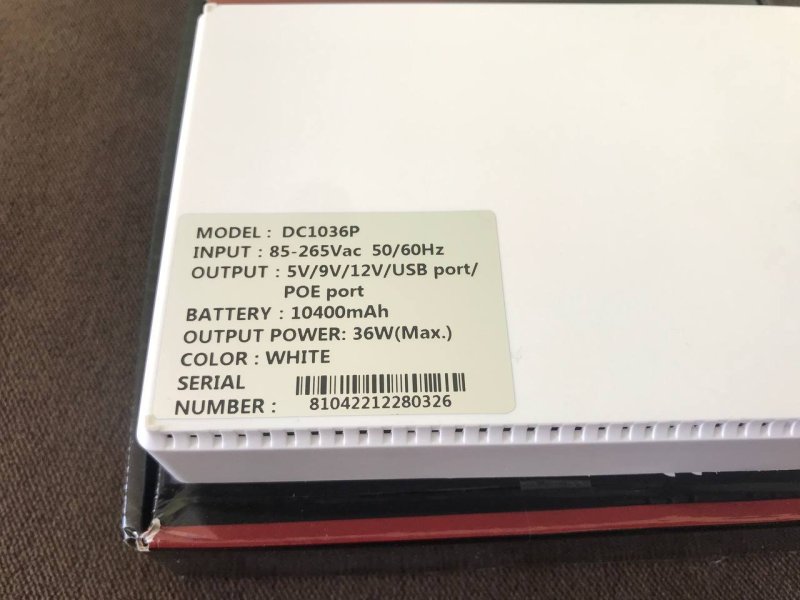 MODEL : DC1036P
INPUT : 85-265Vac 50/60Hz
OUTPUT : 5V/9V/12V/USB port/
POE port
BATTERY : 10400mAh
OUTPUT POWER: 36W(Max.)
COLOR : WHITE
SERIAL
NUMBER : 81042212280326